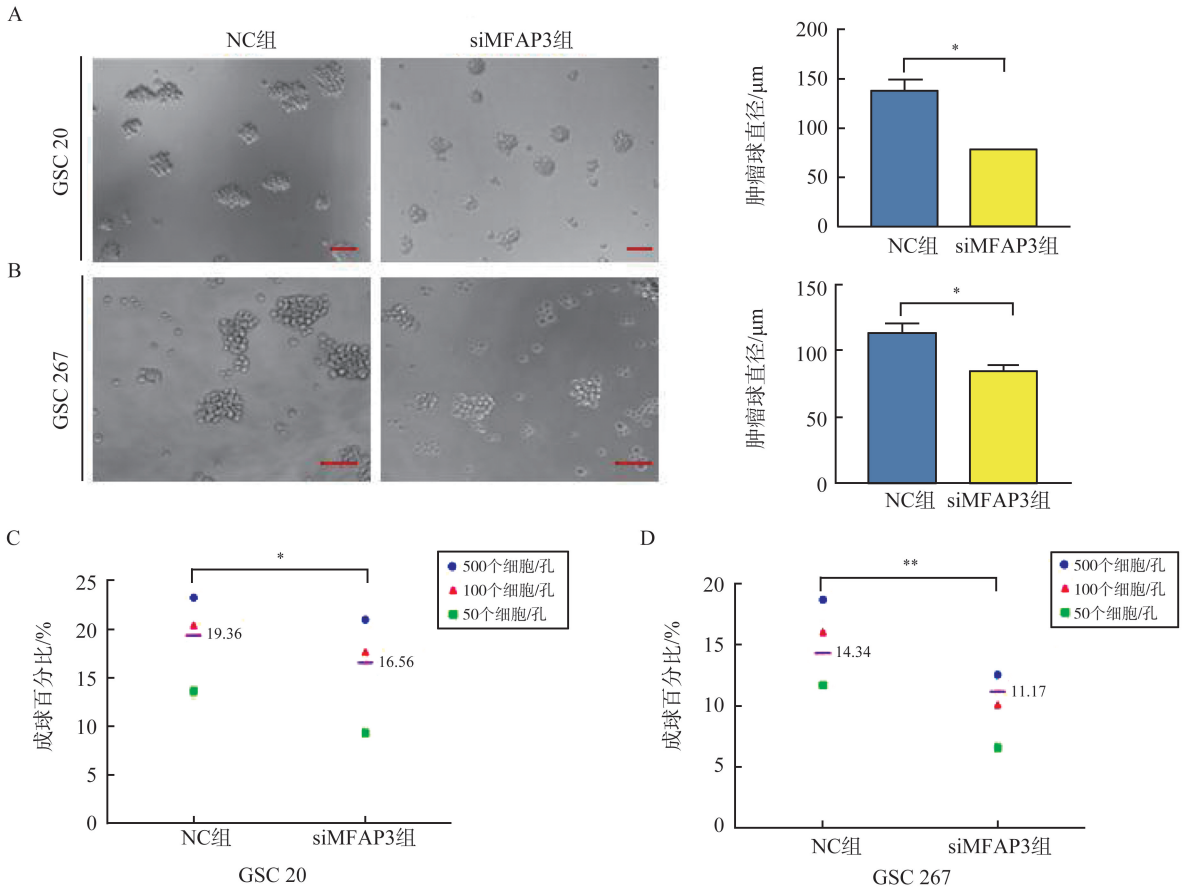 A
NC组
siMFAP3组
GSC 20
200
150
100
50
0
肿瘤球直径/μm
*
NC组
siMFAP3组
B
GSC 267
150
100
50
0
肿瘤球直径/μm
*
NC组
siMFAP3组
C
*
500个细胞/孔
100个细胞/孔
50个细胞/孔
25
20
15
10
5
0
成球百分比/%
19.36
16.56
NC组
siMFAP3组
GSC 20
D
**
500个细胞/孔
100个细胞/孔
50个细胞/孔
20
15
10
5
0
成球百分比/%
14.34
11.17
NC组
siMFAP3组
GSC 267